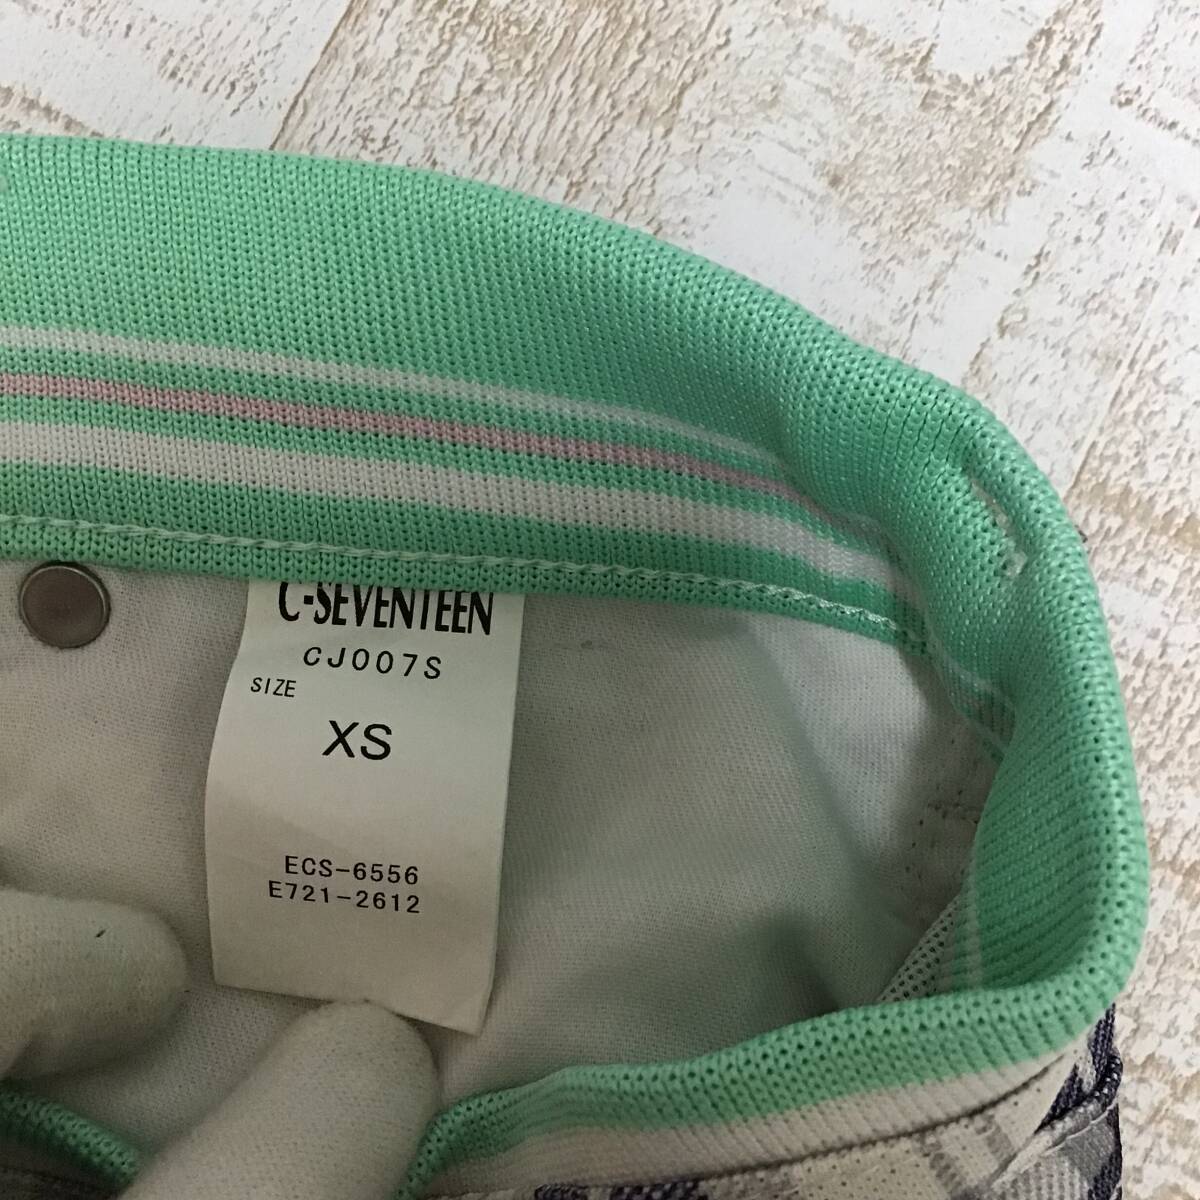 C-SEVENTEEN
CJ007S
SIZE
XS
ECS-6556
E721-2612